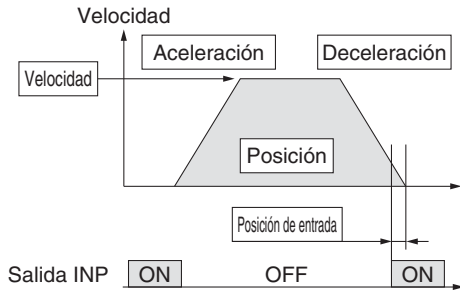 Velocidad
Aceleración
Deceleración
Velocidad
Posición
Posición de entrada
Salida INP
ON
OFF
ON